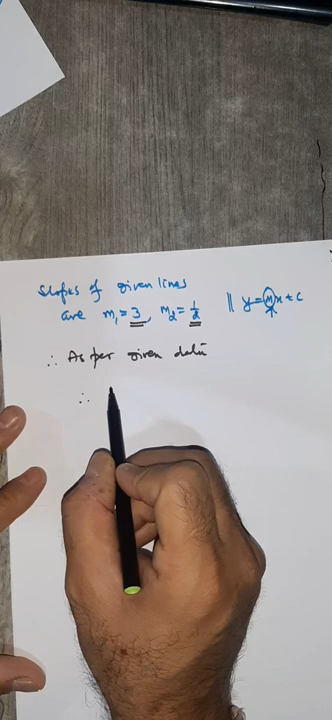 Slopes of given lines
are m₁ = 3, m₂ = 1/2 || y = mx + c
∴ As per given data
∴